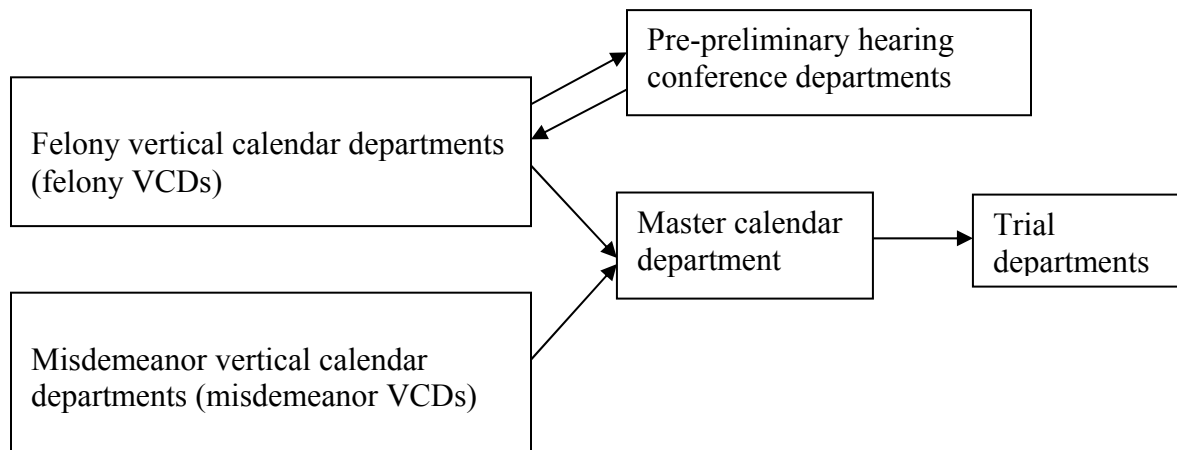 Pre-preliminary hearing
conference departments
Felony vertical calendar departments
(felony VCDs)
Master calendar
department
Trial
departments
Misdemeanor vertical calendar
departments (misdemeanor VCDs)